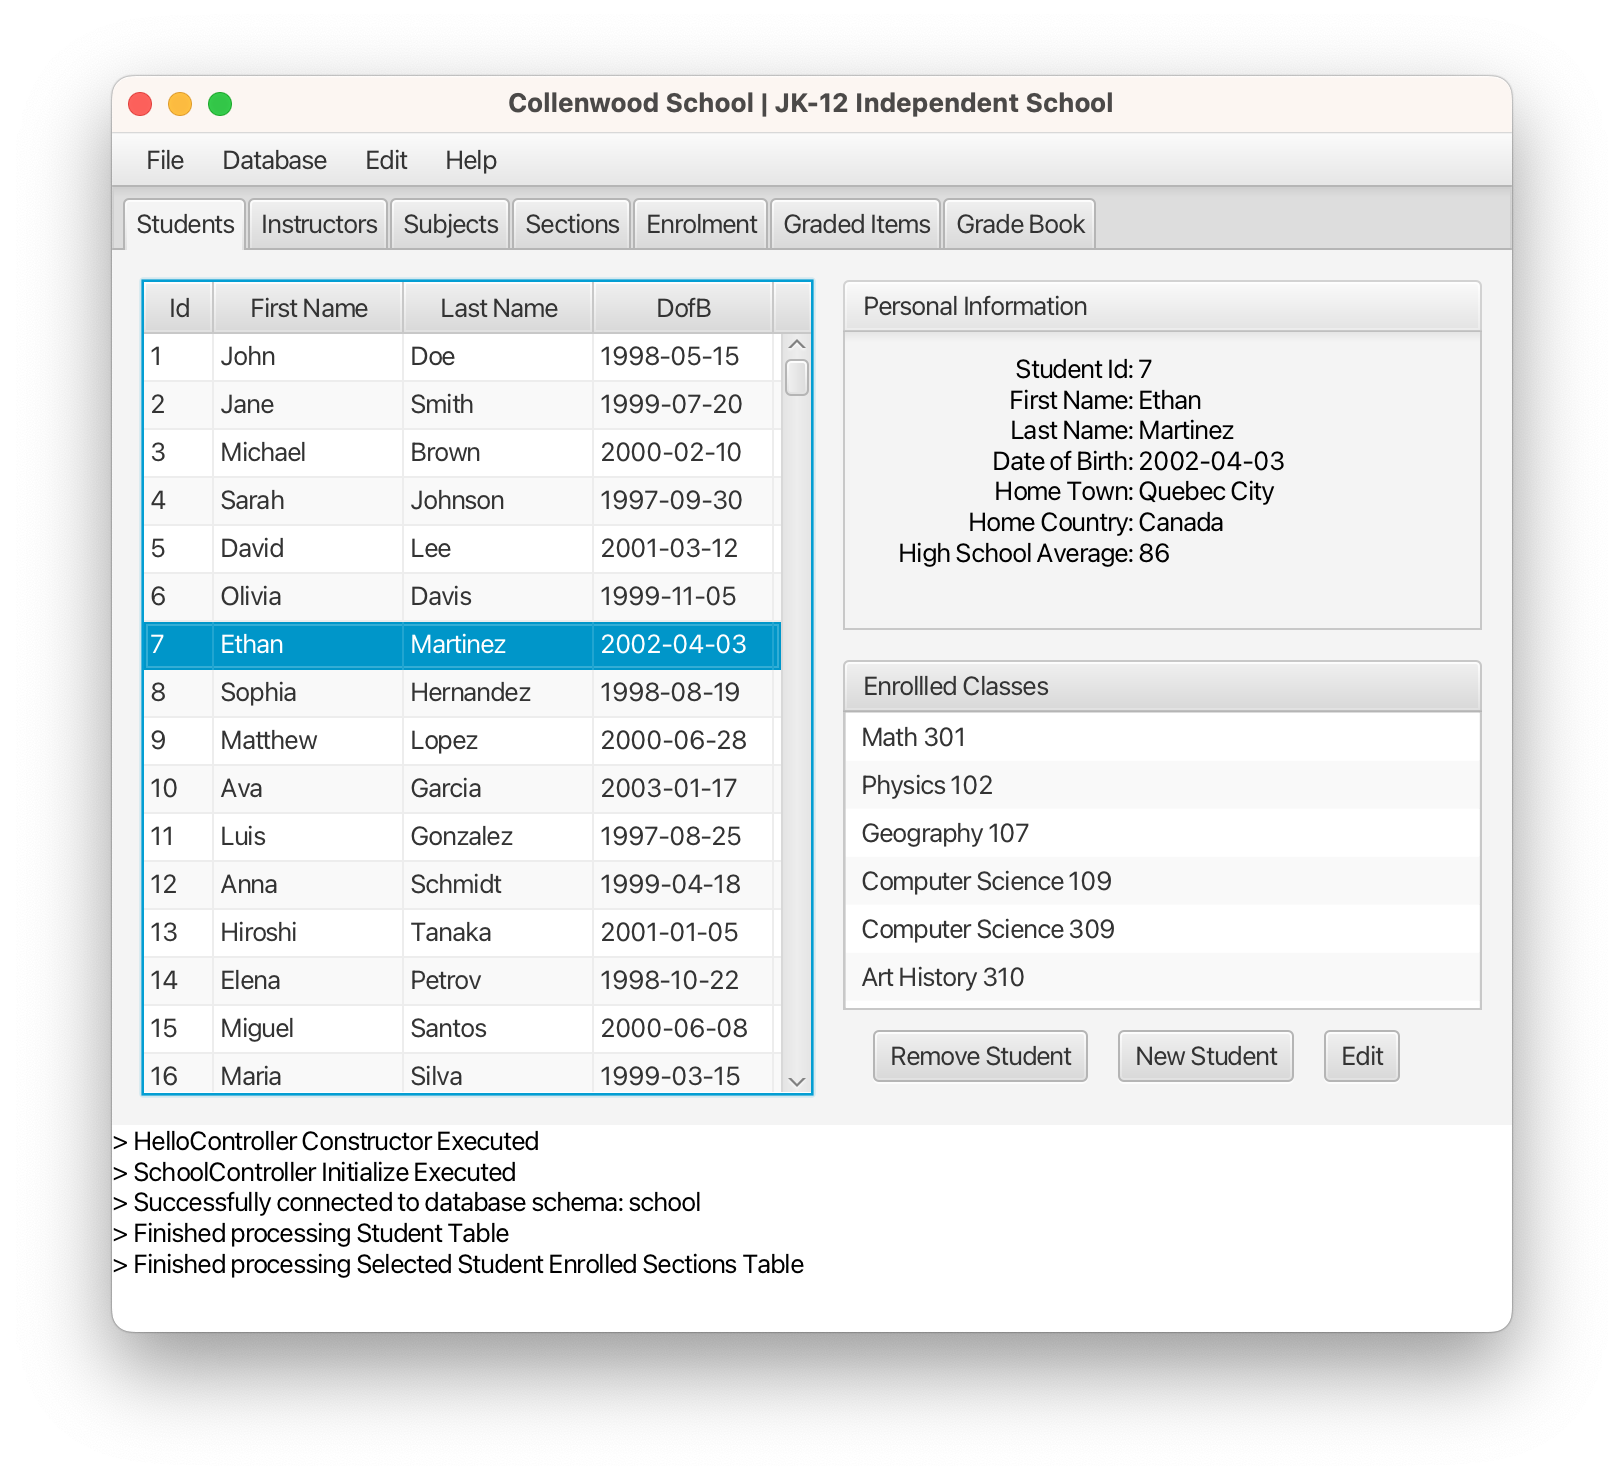 Collenwood School | JK-12 Independent School
File Database Edit Help
Students Instructors Subjects Sections Enrolment Graded Items Grade Book
Id First Name Last Name DofB
1 John Doe 1998-05-15
2 Jane Smith 1999-07-20
3 Michael Brown 2000-02-10
4 Sarah Johnson 1997-09-30
5 David Lee 2001-03-12
6 Olivia Davis 1999-11-05
7 Ethan Martinez 2002-04-03
8 Sophia Hernandez 1998-08-19
9 Matthew Lopez 2000-06-28
10 Ava Garcia 2003-01-17
11 Luis Gonzalez 1997-08-25
12 Anna Schmidt 1999-04-18
13 Hiroshi Tanaka 2001-01-05
14 Elena Petrov 1998-10-22
15 Miguel Santos 2000-06-08
16 Maria Silva 1999-03-15
Personal Information
Student Id: 7
First Name: Ethan
Last Name: Martinez
Date of Birth: 2002-04-03
Home Town: Quebec City
Home Country: Canada
High School Average: 86
Enrollled Classes
Math 301
Physics 102
Geography 107
Computer Science 109
Computer Science 309
Art History 310
Remove Student New Student Edit
> HelloController Constructor Executed
> SchoolController Initialize Executed
> Successfully connected to database schema: school
> Finished processing Student Table
> Finished processing Selected Student Enrolled Sections Table